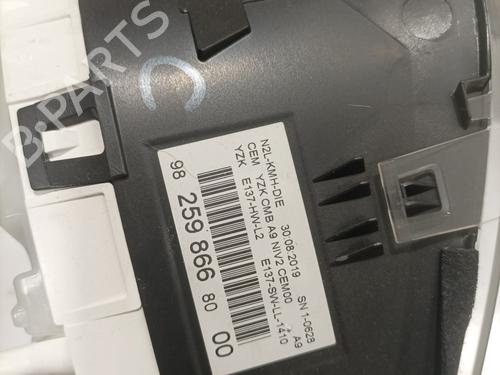 N2L-KMH-DIE 30.08.2019 SN 1-0628
CEM YZK CMB A9 NIV2 CEM00 A9
YZK E137-HW-L2 E137-SW-LL-1410
98 259 866 80 00
C
B-PARTS